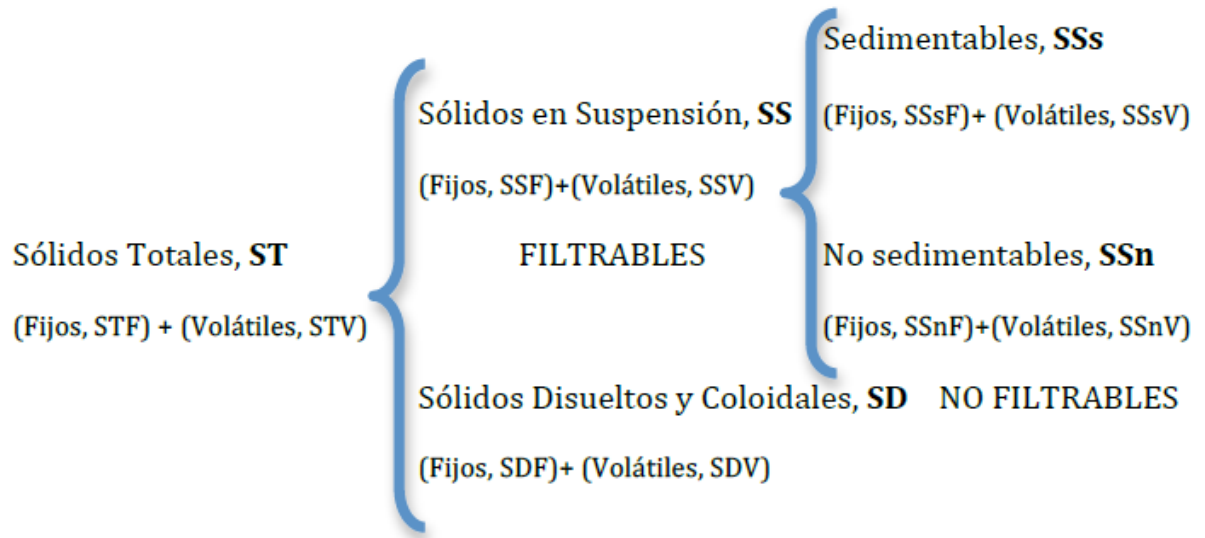 Sólidos Totales, ST
(Fijos, STF) + (Volátiles, STV)
Sólidos en Suspensión, SS
(Fijos, SSF)+(Volátiles, SSV)
FILTRABLES
Sedimentables, SSs
(Fijos, SSsF)+ (Volátiles, SSsV)
No sedimentables, SSn
(Fijos, SSnF)+(Volátiles, SSnV)
Sólidos Disueltos y Coloidales, SD NO FILTRABLES
(Fijos, SDF)+ (Volátiles, SDV)